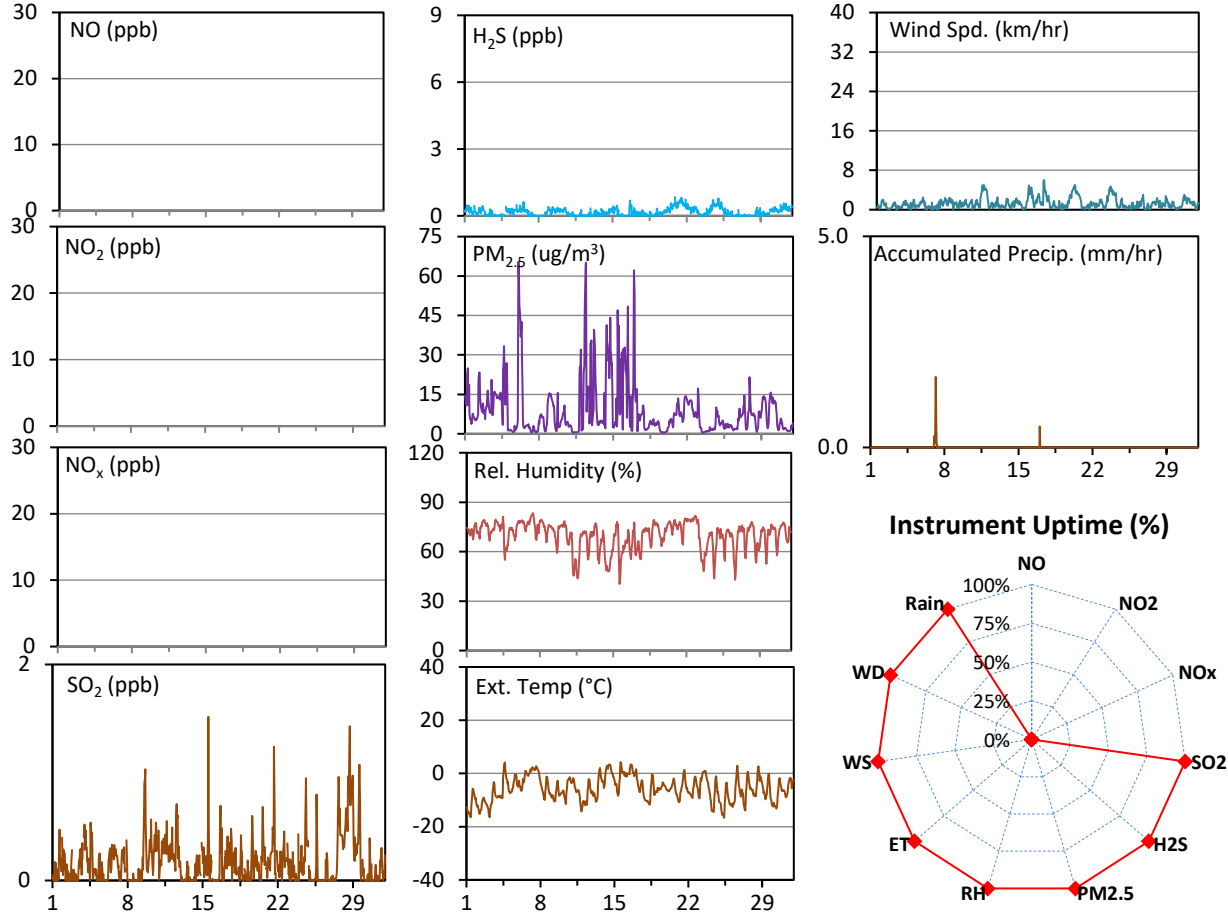 NO (ppb)
30
20
10
0
NO₂ (ppb)
30
20
10
0
NOₓ (ppb)
30
20
10
0
SO₂ (ppb)
2
0
1 8 15 22 29
H₂S (ppb)
9
6
3
0
PM₂.₅ (ug/m³)
75
60
45
30
15
0
Rel. Humidity (%)
120
90
60
30
0
Ext. Temp (°C)
40
20
0
-20
-40
1 8 15 22 29
Wind Spd. (km/hr)
40
32
24
16
8
0
Accumulated Precip. (mm/hr)
5.0
0.0
1 8 15 22 29
Instrument Uptime (%)
NO
NO2
NOx
SO2
H2S
PM2.5
RH
ET
WS
WD
Rain
100%
75%
50%
25%
0%